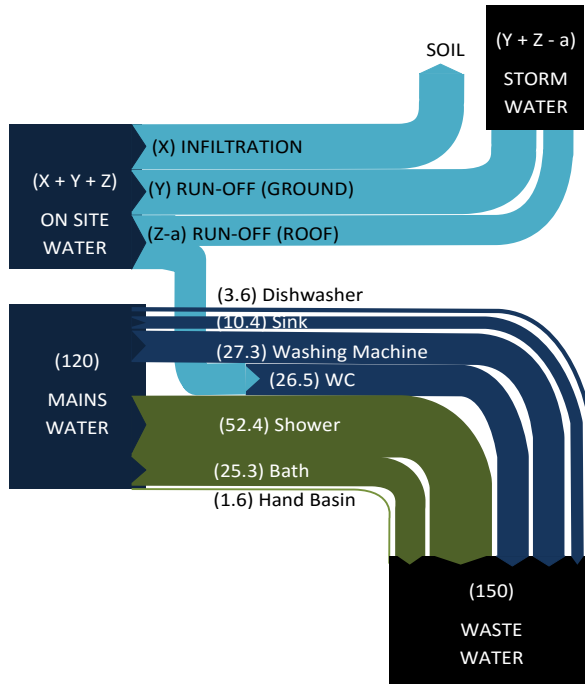 SOIL
(Y + Z - a)
STORM
WATER
(X + Y + Z)
ON SITE
WATER
(X) INFILTRATION
(Y) RUN-OFF (GROUND)
(Z-a) RUN-OFF (ROOF)
(120)
MAINS
WATER
(3.6) Dishwasher
(10.4) Sink
(27.3) Washing Machine
(26.5) WC
(52.4) Shower
(25.3) Bath
(1.6) Hand Basin
(150)
WASTE
WATER